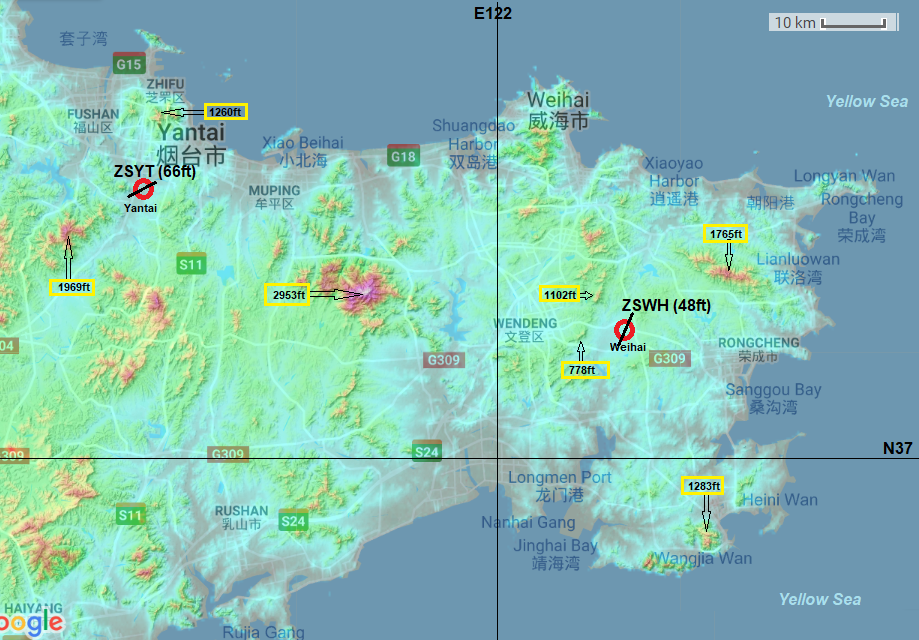 E122
10 km
套子湾
G15
ZHIFU
芝罘区
1260ft
FUSHAN
福山区
Yantai
烟台市
Xiao Beihai
小北海
G18
Shuangdao
Harbor
双岛港
Weihai
威海市
Yellow Sea
ZSYT (66ft)
Yantai
MUPING
牟平区
Xiaoyao
Harbor
逍遥港
Longyan Wan
朝阳港
Rongcheng
Bay
荣成湾
1765ft
Lianluowan
联洛湾
S11
1969ft
2953ft
1102ft
ZSWH (48ft)
Weihai
WENDENG
文登区
778ft
G309
G309
RONGCHENG
荣成市
04
Sanggou Bay
桑沟湾
N37
309
G309
S24
Longmen Port
龙门港
1283ft
Heini Wan
S11
RUSHAN
乳山市
S24
Nanhai Gang
Jinghai Bay
靖海湾
Wangjia Wan
Yellow Sea
HAIYANG
oogle
Rujia Gang